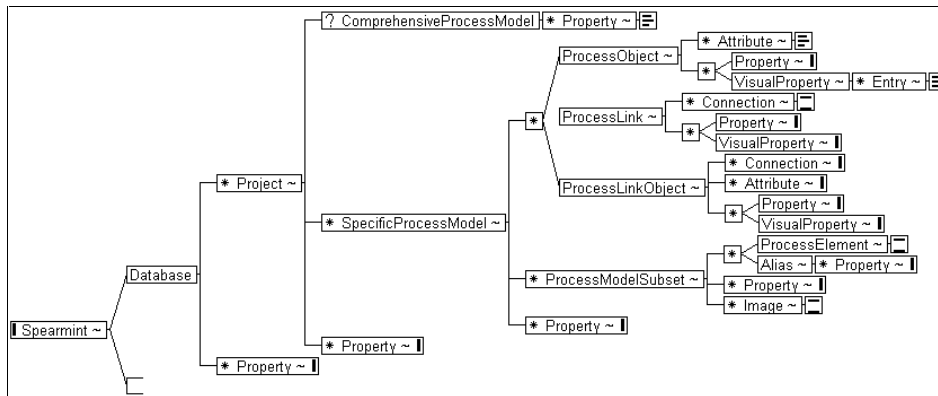 ? ComprehensiveProcessModel * Property ~
* Attribute ~
ProcessObject ~
* Property ~
VisualProperty ~ * Entry ~
* Connection ~
ProcessLink ~
* Property ~
VisualProperty ~
*
* Connection ~
* Project ~
ProcessLinkObject ~ * Attribute ~
* Property ~
VisualProperty ~
* SpecificProcessModel ~
ProcessElement ~
*
Alias ~ * Property ~
Database
* ProcessModelSubset ~ * Property ~
* Image ~
Spearmint ~
* Property ~
* Property ~
* Property ~